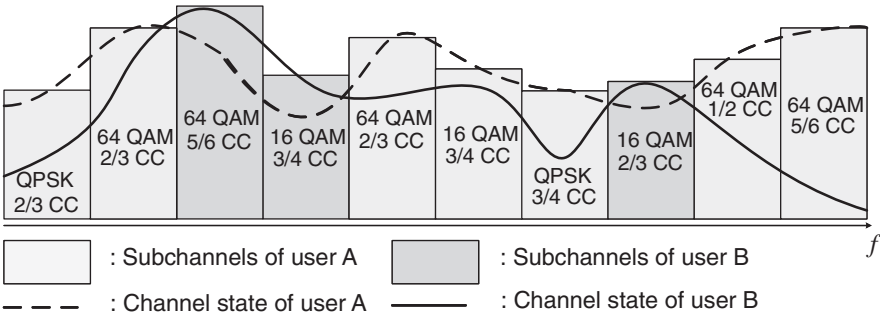 QPSK
2/3 CC
64 QAM
2/3 CC
64 QAM
5/6 CC
16 QAM
3/4 CC
64 QAM
2/3 CC
16 QAM
3/4 CC
QPSK
3/4 CC
16 QAM
2/3 CC
64 QAM
1/2 CC
64 QAM
5/6 CC
f
: Subchannels of user A
: Subchannels of user B
: Channel state of user A
: Channel state of user B